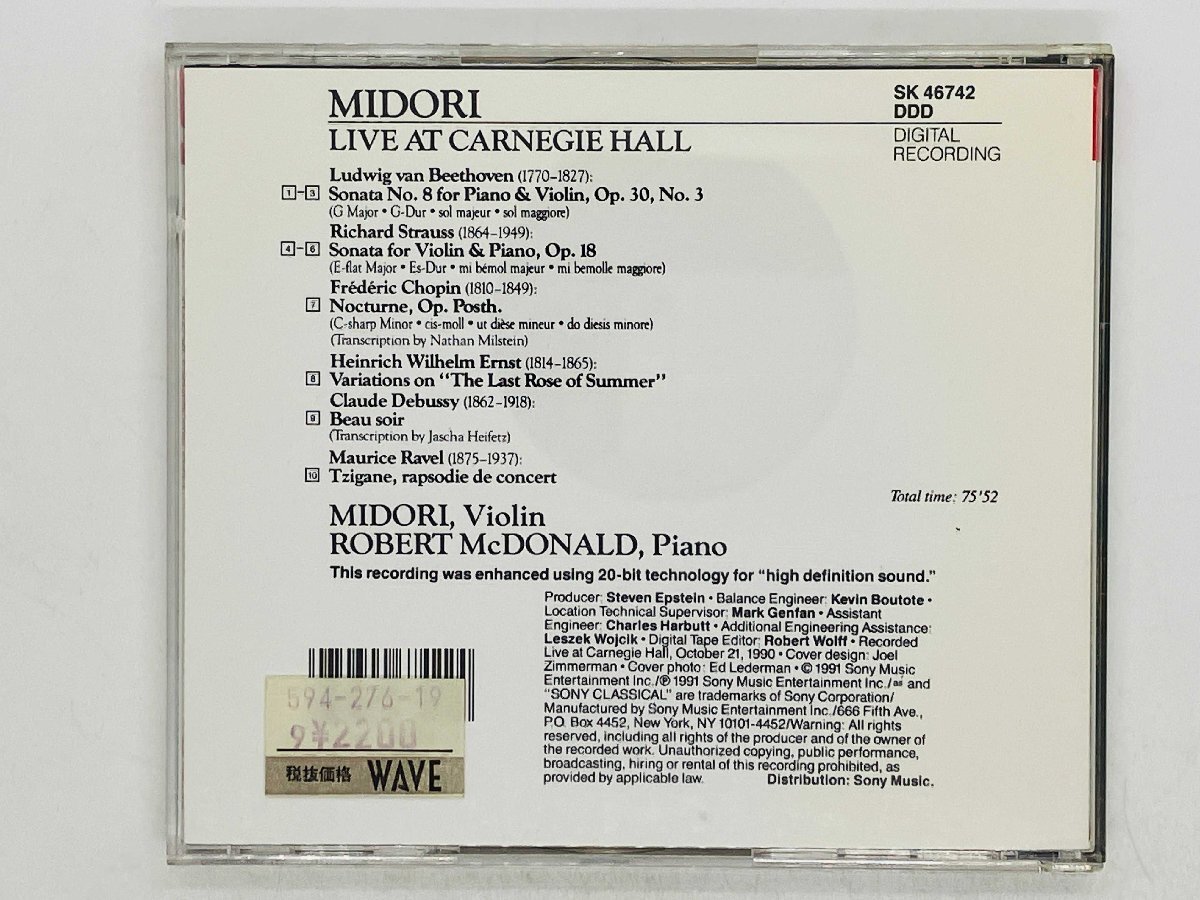 MIDORI
LIVE AT CARNEGIE HALL
SK 46742
DDD
DIGITAL
RECORDING
Ludwig van Beethoven (1770–1827):
1–3 Sonata No. 8 for Piano & Violin, Op. 30, No. 3
(G Major • G-Dur • sol majeur • sol maggiore)
Richard Strauss (1864–1949):
4–6 Sonata for Violin & Piano, Op. 18
(E-flat Major • Es-Dur • mi bémol majeur • mi bemolle maggiore)
Frédéric Chopin (1810–1849):
7 Nocturne, Op. Posth.
(C-sharp Minor • cis-moll • ut dièse mineur • do diesis minore)
(Transcription by Nathan Milstein)
Heinrich Wilhelm Ernst (1814–1865):
8 Variations on “The Last Rose of Summer”
Claude Debussy (1862–1918):
9 Beau soir
(Transcription by Jascha Heifetz)
Maurice Ravel (1875–1937):
10 Tzigane, rapsodie de concert
Total time: 75'52
MIDORI, Violin
ROBERT McDONALD, Piano
This recording was enhanced using 20-bit technology for “high definition sound.”
Producer: Steven Epstein • Balance Engineer: Kevin Boutote •
Location Technical Supervisor: Mark Genfan • Assistant
Engineer: Charles Harbutt • Additional Engineering Assistance:
Leszek Wojcik • Digital Tape Editor: Robert Wolff • Recorded
Live at Carnegie Hall, October 21, 1990 • Cover design: Joel
Zimmerman • Cover photo: Ed Lederman • © 1991 Sony Music
Entertainment Inc./℗ 1991 Sony Music Entertainment Inc./ and
"SONY CLASSICAL" are trademarks of Sony Corporation/
Manufactured by Sony Music Entertainment Inc./666 Fifth Ave.,
P.O. Box 4452, New York, NY 10101-4452/Warning: All rights
reserved, including all rights of the producer and of the owner of
the recorded work. Unauthorized copying, public performance,
broadcasting, hiring or rental of this recording prohibited, as
provided by applicable law. Distribution: Sony Music.
594-276-19
9¥2200
税抜価格 WAVE